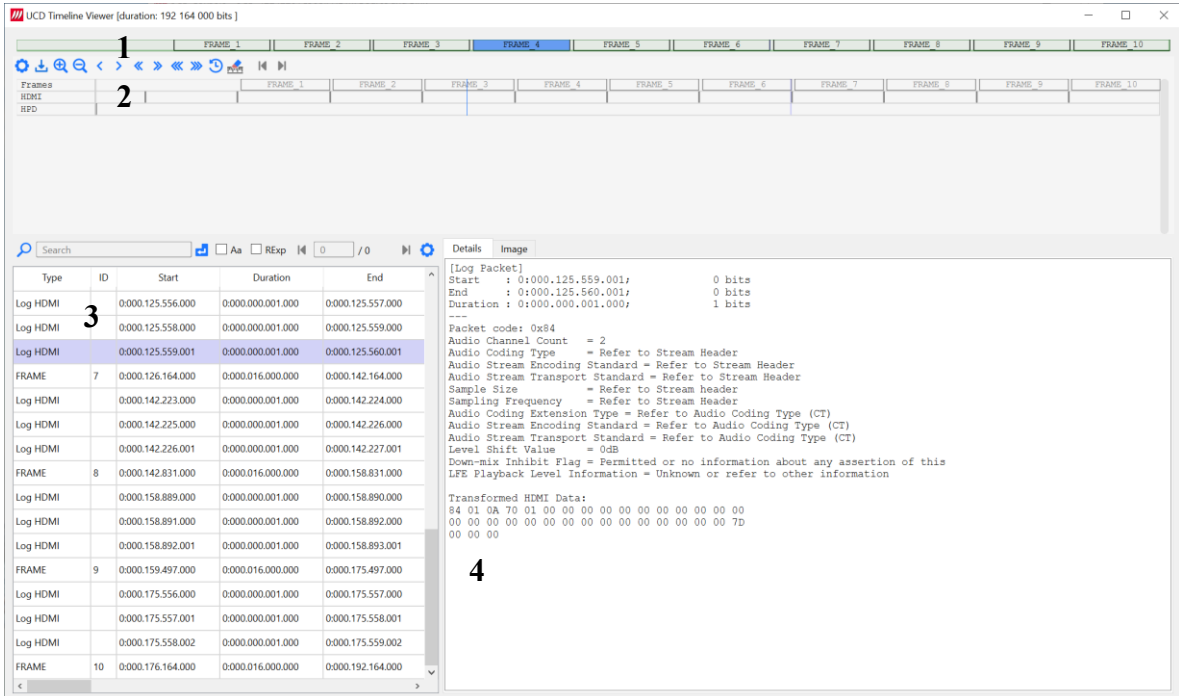 UCD Timeline Viewer [duration: 192 164 000 bits ]
FRAME_1 FRAME_2 FRAME_3 FRAME_4 FRAME_5 FRAME_6 FRAME_7 FRAME_8 FRAME_9 FRAME_10
1
Frames FRAME_1 FRAME_2 FRAME_3 FRAME_4 FRAME_5 FRAME_6 FRAME_7 FRAME_8 FRAME_9 FRAME_10
HDMI
HPD
2
Search Aa RExp 0 / 0
Type ID Start Duration End
Log HDMI 0:000.125.556.000 0:000.000.001.000 0:000.125.557.000
3
Log HDMI 0:000.125.558.000 0:000.000.001.000 0:000.125.559.000
Log HDMI 0:000.125.559.001 0:000.000.001.000 0:000.125.560.001
FRAME 7 0:000.126.164.000 0:000.016.000.000 0:000.142.164.000
Log HDMI 0:000.142.223.000 0:000.000.001.000 0:000.142.224.000
Log HDMI 0:000.142.225.000 0:000.000.001.000 0:000.142.226.000
Log HDMI 0:000.142.226.001 0:000.000.001.000 0:000.142.227.001
FRAME 8 0:000.142.831.000 0:000.016.000.000 0:000.158.831.000
Log HDMI 0:000.158.889.000 0:000.000.001.000 0:000.158.890.000
Log HDMI 0:000.158.891.000 0:000.000.001.000 0:000.158.892.000
Log HDMI 0:000.158.892.001 0:000.000.001.000 0:000.158.893.001
FRAME 9 0:000.159.497.000 0:000.016.000.000 0:000.175.497.000
Log HDMI 0:000.175.556.000 0:000.000.001.000 0:000.175.557.000
Log HDMI 0:000.175.557.001 0:000.000.001.000 0:000.175.558.001
Log HDMI 0:000.175.558.002 0:000.000.001.000 0:000.175.559.002
FRAME 10 0:000.176.164.000 0:000.016.000.000 0:000.192.164.000
Details Image
[Log Packet]
Start : 0:000.125.559.001; 0 bits
End : 0:000.125.560.001; 0 bits
Duration : 0:000.000.001.000; 1 bits
---
Packet code: 0x84
Audio Channel Count = 2
Audio Coding Type = Refer to Stream Header
Audio Stream Encoding Standard = Refer to Stream Header
Audio Stream Transport Standard = Refer to Stream Header
Sample Size = Refer to Stream header
Sampling Frequency = Refer to Stream Header
Audio Coding Extension Type = Refer to Audio Coding Type (CT)
Audio Stream Encoding Standard = Refer to Audio Coding Type (CT)
Audio Stream Transport Standard = Refer to Audio Coding Type (CT)
Level Shift Value = 0dB
Down-mix Inhibit Flag = Permitted or no information about any assertion of this
LFE Playback Level Information = Unknown or refer to other information
Transformed HDMI Data:
84 01 0A 70 01 00 00 00 00 00 00 00 00 00 00 00
00 00 00 00 00 00 00 00 00 00 00 00 00 00 00 7D
00 00 00
4